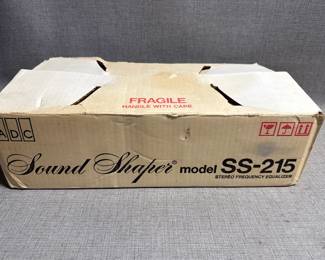 FRAGILE
HANDLE WITH CARE
ADC
Sound Shaper® model SS-215
STEREO FREQUENCY EQUALIZER